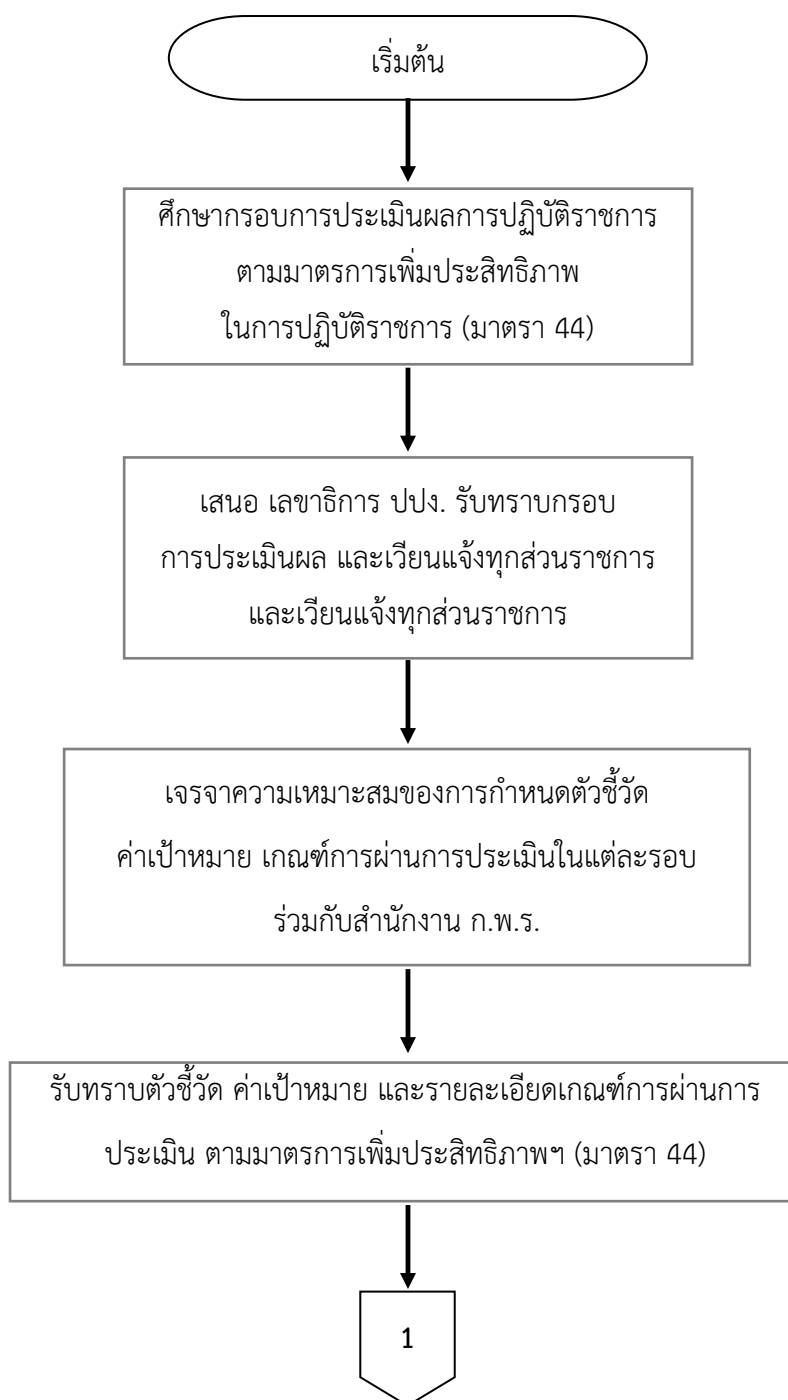 เริ่มต้น
ศึกษากรอบการประเมินผลการปฏิบัติราชการ
ตามมาตรการเพิ่มประสิทธิภาพ
ในการปฏิบัติราชการ (มาตรา 44)
เสนอ เลขาธิการ ปปง. รับทราบกรอบ
การประเมินผล และเวียนแจ้งทุกส่วนราชการ
และเวียนแจ้งทุกส่วนราชการ
เจรจาความเหมาะสมของการกำหนดตัวชี้วัด
ค่าเป้าหมาย เกณฑ์การผ่านการประเมินในแต่ละรอบ
ร่วมกับสำนักงาน ก.พ.ร.
รับทราบตัวชี้วัด ค่าเป้าหมาย และรายละเอียดเกณฑ์การผ่านการ
ประเมิน ตามมาตรการเพิ่มประสิทธิภาพฯ (มาตรา 44)
1